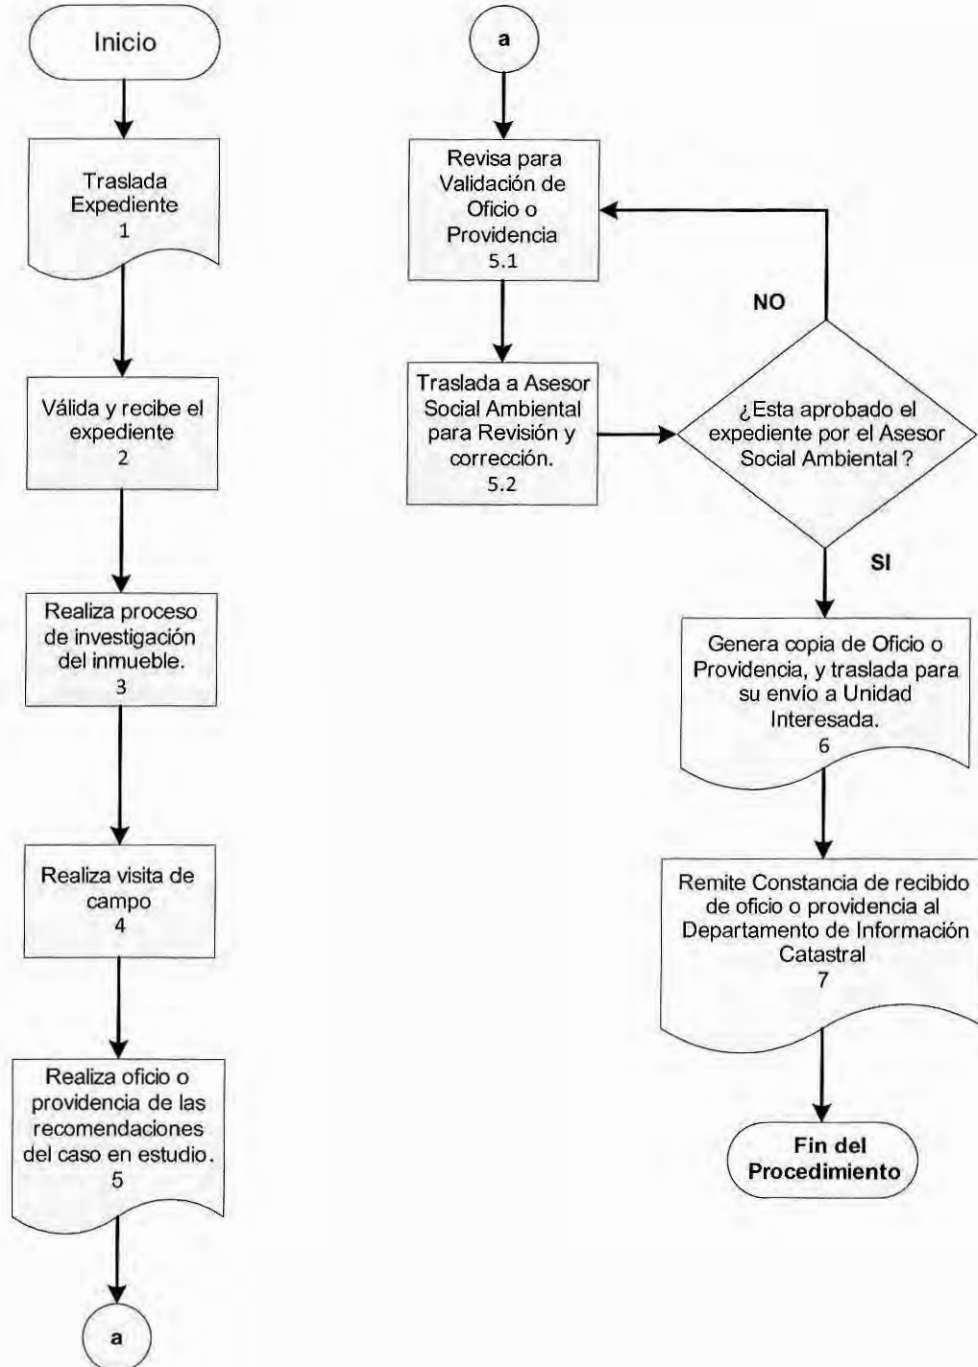 Inicio
Traslada
Expediente
1
Válida y recibe el
expediente
2
Realiza proceso
de investigación
del inmueble.
3
Realiza visita de
campo
4
Realiza oficio o
providencia de las
recomendaciones
del caso en estudio.
5
a
a
Revisa para
Validación de
Oficio o
Providencia
5.1
Traslada a Asesor
Social Ambiental
para Revisión y
corrección.
5.2
NO
¿Esta aprobado el
expediente por el Asesor
Social Ambiental?
SI
Genera copia de Oficio o
Providencia, y traslada para
su envío a Unidad
Interesada.
6
Remite Constancia de recibido
de oficio o providencia al
Departamento de Información
Catastral
7
Fin del
Procedimiento